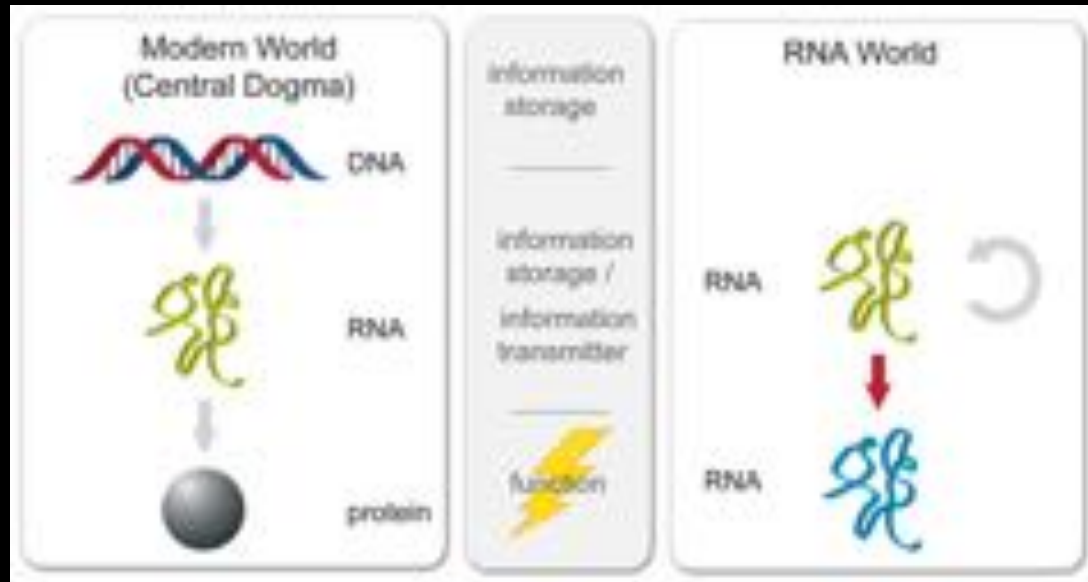 Modern World
(Central Dogma)
DNA
RNA
protein
information
storage
information
storage /
information
transmitter
function
RNA World
RNA
RNA